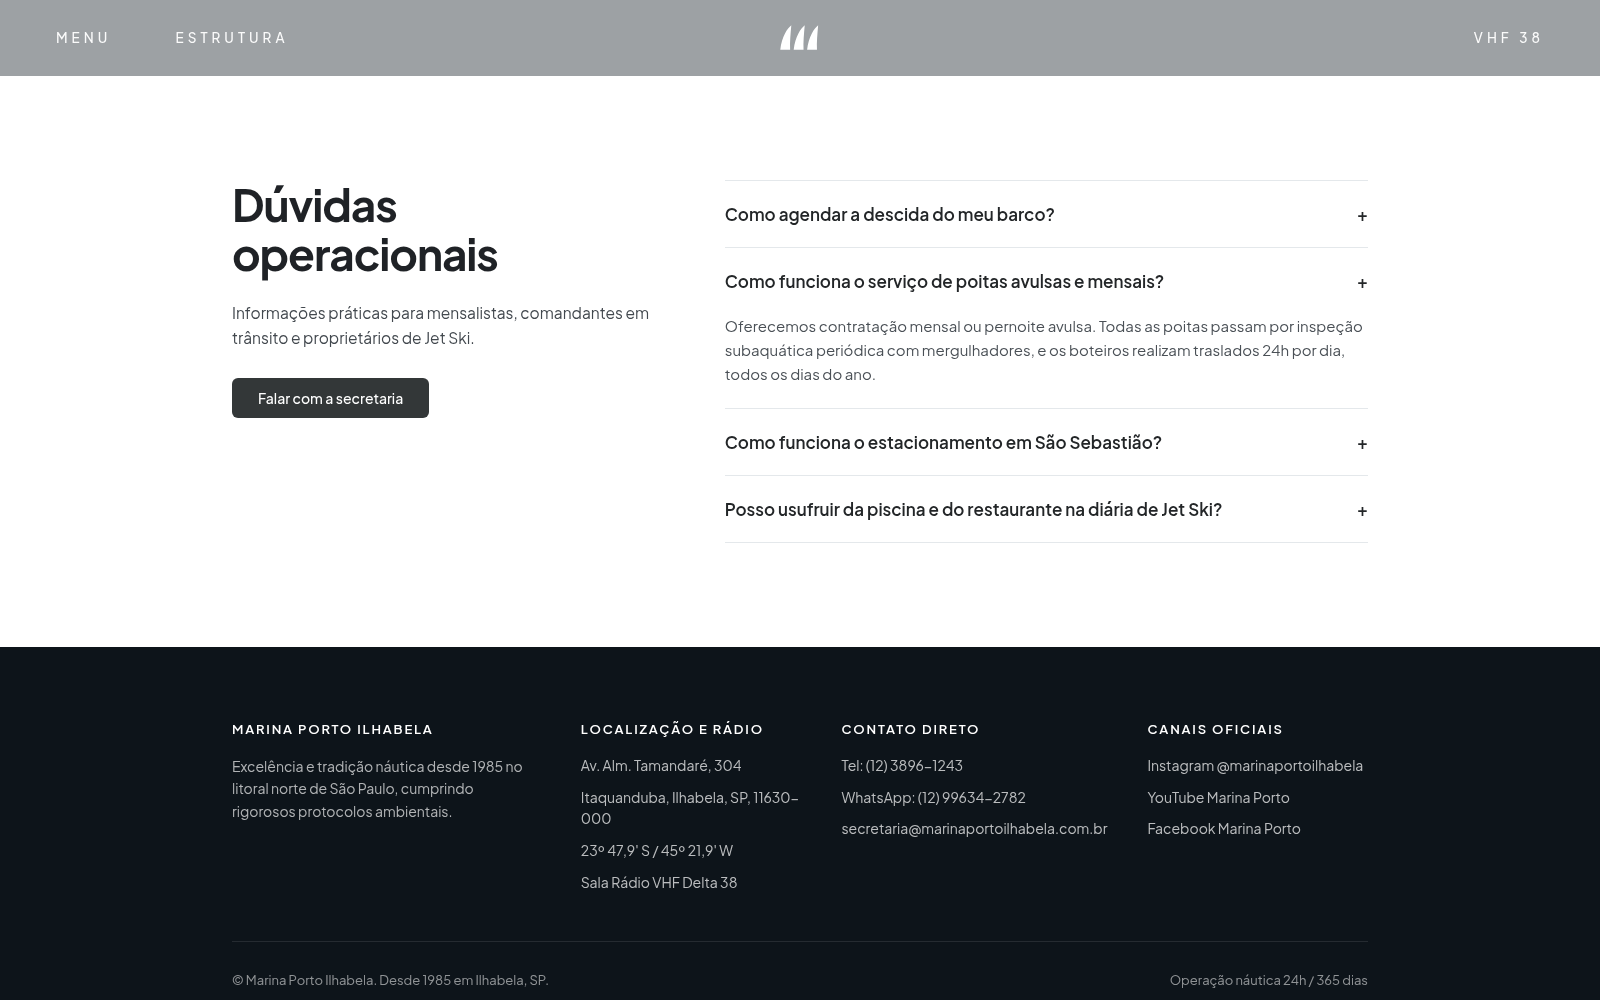 MENU
ESTRUTURA
VHF 38
Dúvidas
operacionais
Informações práticas para mensalistas, comandantes em
trânsito e proprietários de Jet Ski.
Falar com a secretaria
Como agendar a descida do meu barco?
+
Como funciona o serviço de poitas avulsas e mensais?
+
Oferecemos contratação mensal ou pernoite avulsa. Todas as poitas passam por inspeção
subaquática periódica com mergulhadores, e os boteiros realizam traslados 24h por dia,
todos os dias do ano.
Como funciona o estacionamento em São Sebastião?
+
Posso usufruir da piscina e do restaurante na diária de Jet Ski?
+
MARINA PORTO ILHABELA
Excelência e tradição náutica desde 1985 no
litoral norte de São Paulo, cumprindo
rigorosos protocolos ambientais.
LOCALIZAÇÃO E RÁDIO
Av. Alm. Tamandaré, 304
Itaquanduba, Ilhabela, SP, 11630-
000
23º 47,9' S / 45º 21,9' W
Sala Rádio VHF Delta 38
CONTATO DIRETO
Tel: (12) 3896-1243
WhatsApp: (12) 99634-2782
secretaria@marinaportoilhabela.com.br
CANAIS OFICIAIS
Instagram @marinaportoilhabela
YouTube Marina Porto
Facebook Marina Porto
© Marina Porto Ilhabela. Desde 1985 em Ilhabela, SP.
Operação náutica 24h / 365 dias